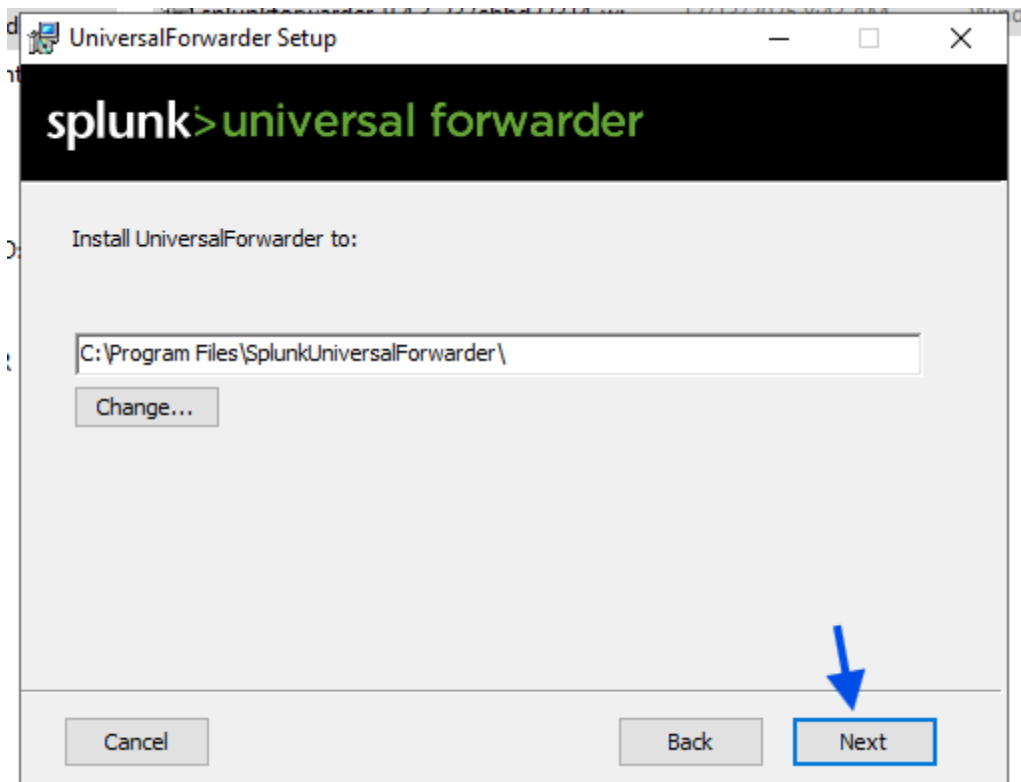 UniversalForwarder Setup
splunk>universal forwarder
Install UniversalForwarder to:
C:\Program Files\SplunkUniversalForwarder\
Change...
Cancel
Back
Next